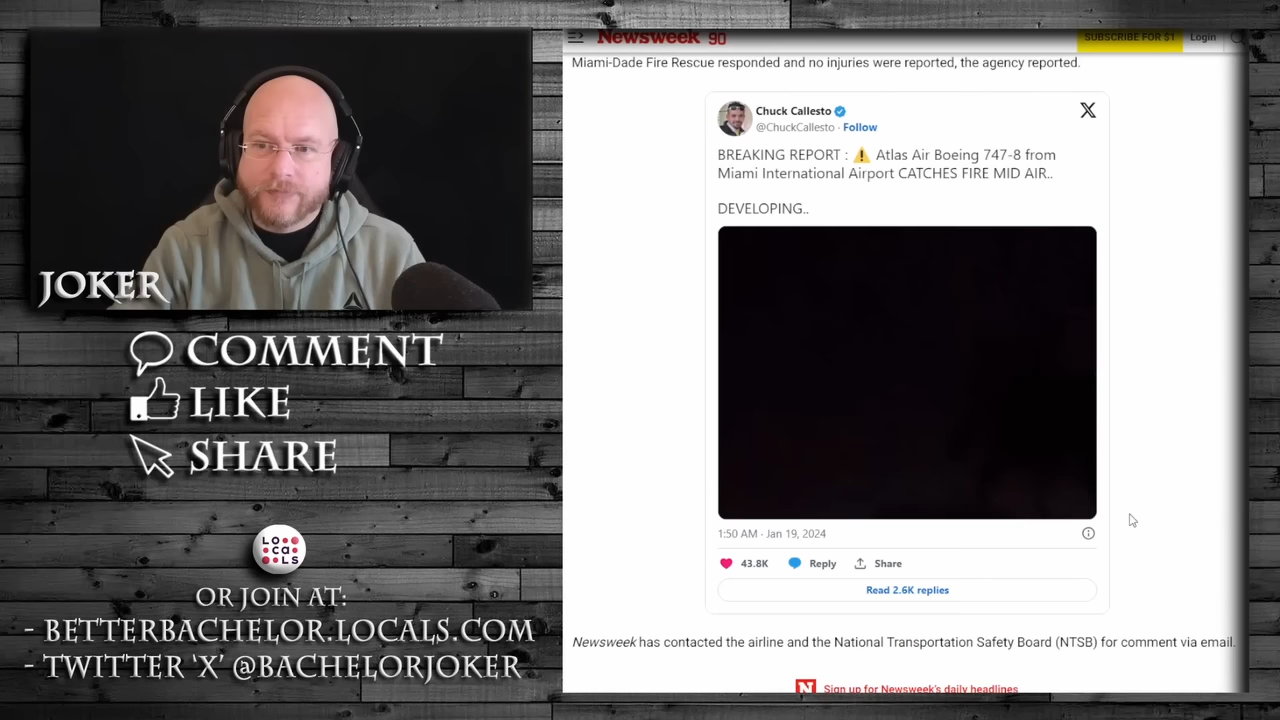 JOKER
COMMENT
LIKE
SHARE
LOCALS
OR JOIN AT:
- BETTERBACHELOR.LOCALS.COM
- TWITTER 'X' @BACHELORJOKER
Newsweek 90
SUBSCRIBE FOR $1
Login
Miami-Dade Fire Rescue responded and no injuries were reported, the agency reported.
Chuck Callesto
@ChuckCallesto · Follow
BREAKING REPORT : ⚠️ Atlas Air Boeing 747-8 from
Miami International Airport CATCHES FIRE MID AIR..
DEVELOPING..
1:50 AM · Jan 19, 2024
43.8K
Reply
Share
Read 2.6K replies
Newsweek has contacted the airline and the National Transportation Safety Board (NTSB) for comment via email.
N Sign up for Newsweek's daily headlines